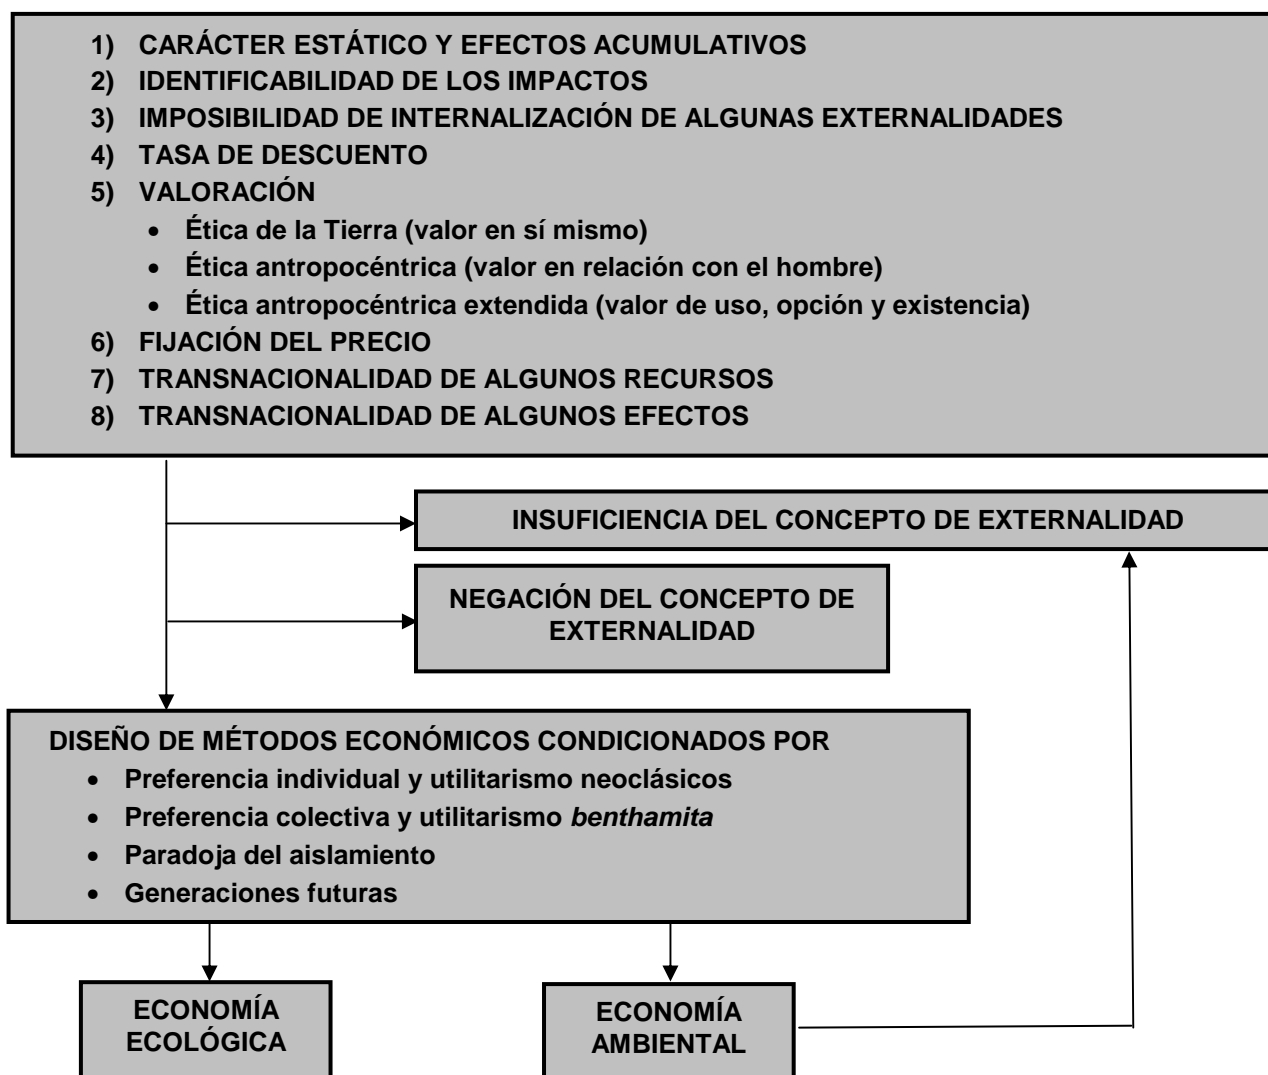 1) CARÁCTER ESTÁTICO Y EFECTOS ACUMULATIVOS
2) IDENTIFICABILIDAD DE LOS IMPACTOS
3) IMPOSIBILIDAD DE INTERNALIZACIÓN DE ALGUNAS EXTERNALIDADES
4) TASA DE DESCUENTO
5) VALORACIÓN
• Ética de la Tierra (valor en sí mismo)
• Ética antropocéntrica (valor en relación con el hombre)
• Ética antropocéntrica extendida (valor de uso, opción y existencia)
6) FIJACIÓN DEL PRECIO
7) TRANSNACIONALIDAD DE ALGUNOS RECURSOS
8) TRANSNACIONALIDAD DE ALGUNOS EFECTOS
INSUFICIENCIA DEL CONCEPTO DE EXTERNALIDAD
NEGACIÓN DEL CONCEPTO DE
EXTERNALIDAD
DISEÑO DE MÉTODOS ECONÓMICOS CONDICIONADOS POR
• Preferencia individual y utilitarismo neoclásicos
• Preferencia colectiva y utilitarismo benthamita
• Paradoja del aislamiento
• Generaciones futuras
ECONOMÍA
ECOLÓGICA
ECONOMÍA
AMBIENTAL